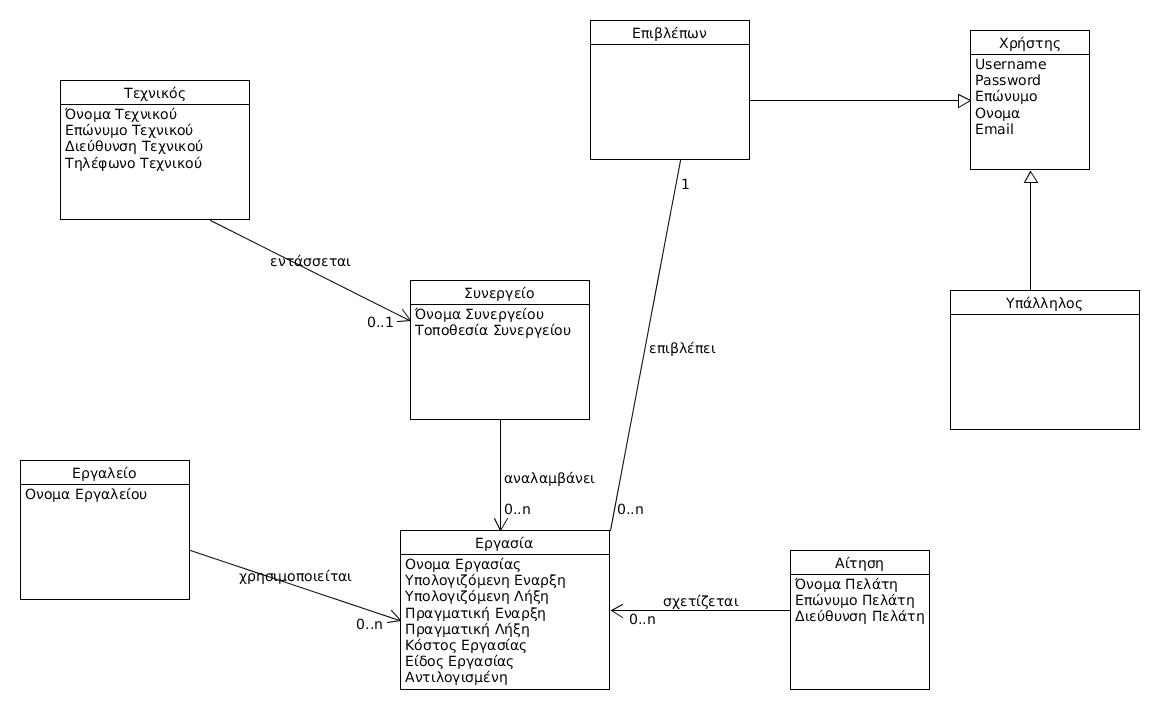 Επιβλέπων
Χρήστης
Username
Password
Επώνυμο
Ονομα
Email
Τεχνικός
Όνομα Τεχνικού
Επώνυμο Τεχνικού
Διεύθυνση Τεχνικού
Τηλέφωνο Τεχνικού
1
εντάσσεται
0..1
Συνεργείο
Όνομα Συνεργείου
Τοποθεσία Συνεργείου
Υπάλληλος
επιβλέπει
Εργαλείο
Ονομα Εργαλείου
αναλαμβάνει
0..n
0..n
χρησιμοποιείται
0..n
Εργασία
Ονομα Εργασίας
Υπολογιζόμενη Εναρξη
Υπολογιζόμενη Λήξη
Πραγματική Εναρξη
Πραγματική Λήξη
Κόστος Εργασίας
Είδος Εργασίας
Αντιλογισμένη
σχετίζεται
0..n
Αίτηση
Όνομα Πελάτη
Επώνυμο Πελάτη
Διεύθυνση Πελάτη